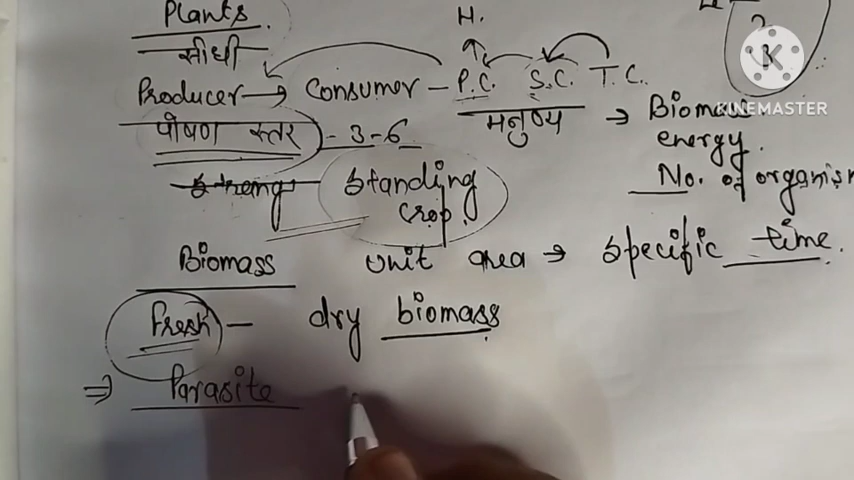 Plants
H.
सीधी
Producer → Consumer – P.C. S.C. T.C.
मनुष्य → Biomass
energy.
No. of organism
पोषण स्तर – 3-6
Standing
crop.
Biomass unit area → Specific time.
Fresh – dry biomass
⇒ Parasite
K
KINEMASTER